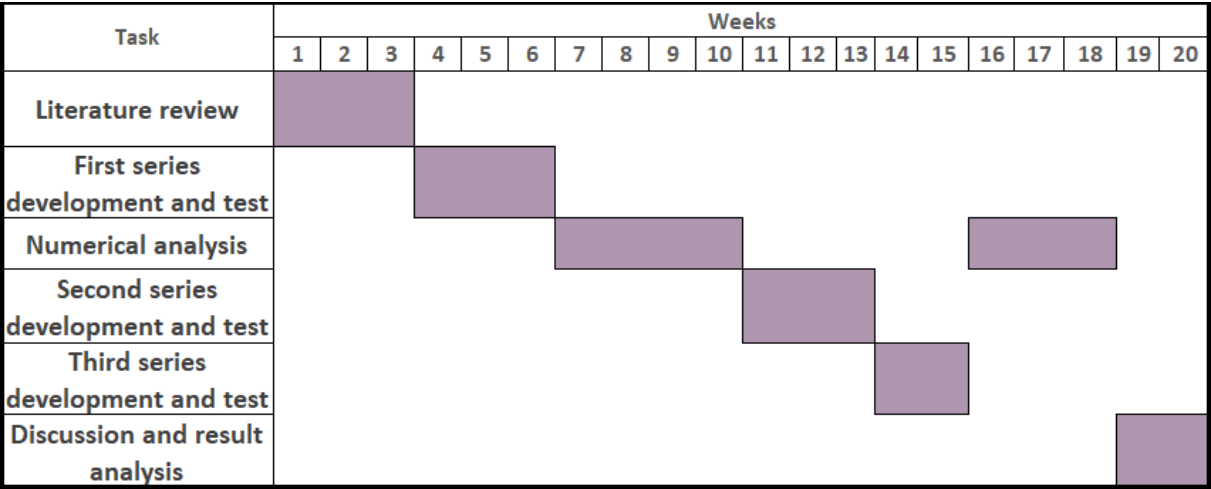 Task
Weeks
1 2 3 4 5 6 7 8 9 10 11 12 13 14 15 16 17 18 19 20
Literature review
First series
development and test
Numerical analysis
Second series
development and test
Third series
development and test
Discussion and result
analysis